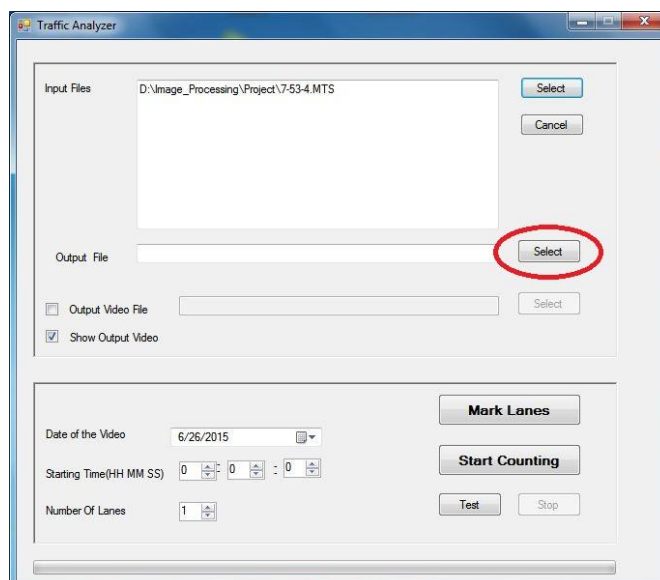 Traffic Analyzer
Input Files
D:\Image_Processing\Project\7-53-4.MTS
Select
Cancel
Output File
Select
Output Video File
Select
Show Output Video
Mark Lanes
Date of the Video
6/26/2015
Start Counting
Starting Time(HH MM SS)
0 : 0 : 0
Number Of Lanes
1
Test
Stop